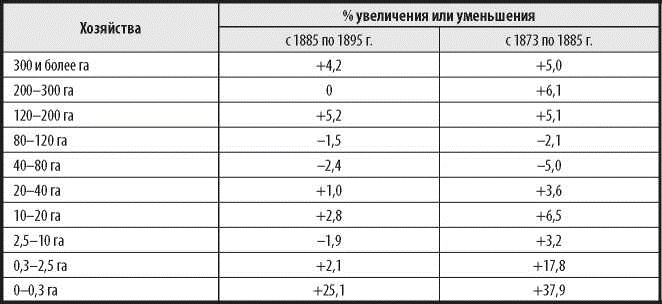 Хозяйства % увеличения или уменьшения
с 1885 по 1895 г. с 1873 по 1885 г.
300 и более га +4,2 +5,0
200–300 га 0 +6,1
120–200 га +5,2 +5,1
80–120 га –1,5 –2,1
40–80 га –2,4 –5,0
20–40 га +1,0 +3,6
10–20 га +2,8 +6,5
2,5–10 га –1,9 +3,2
0,3–2,5 га +2,1 +17,8
0–0,3 га +25,1 +37,9